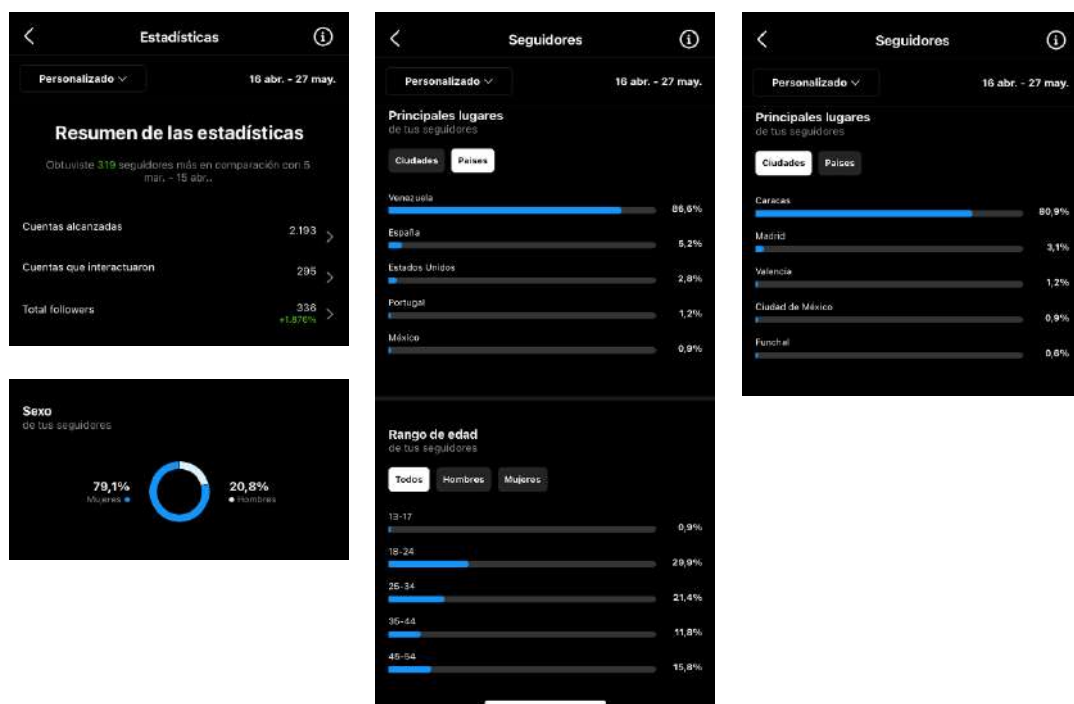 Estadísticas
Personalizado
16 abr. - 27 may.
Resumen de las estadísticas
Obtuviste 319 seguidores más en comparación con 5
mar. - 15 abr..
Cuentas alcanzadas
2.193
Cuentas que interactuaron
295
Total followers
336
+1.876%
Sexo
de tus seguidores
79,1%
Mujeres
20,8%
Hombres
Seguidores
Personalizado
16 abr. - 27 may.
Principales lugares
de tus seguidores
Ciudades
Países
Venezuela
86,6%
España
5,2%
Estados Unidos
2,8%
Portugal
1,2%
México
0,9%
Rango de edad
de tus seguidores
Todos
Hombres
Mujeres
13-17
0,9%
18-24
29,9%
25-34
21,4%
35-44
11,8%
45-54
15,8%
Seguidores
Personalizado
16 abr. - 27 may.
Principales lugares
de tus seguidores
Ciudades
Países
Caracas
80,9%
Madrid
3,1%
Valencia
1,2%
Ciudad de México
0,9%
Funchal
0,6%